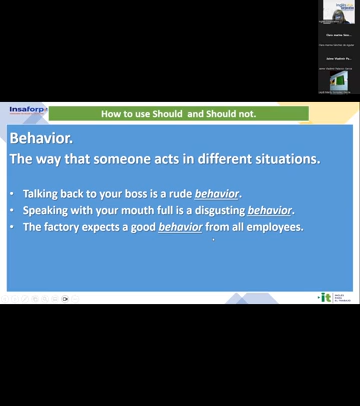 Insaforp
How to use Should and Should not.
Behavior.
The way that someone acts in different situations.
• Talking back to your boss is a rude behavior.
• Speaking with your mouth full is a disgusting behavior.
• The factory expects a good behavior from all employees.
it